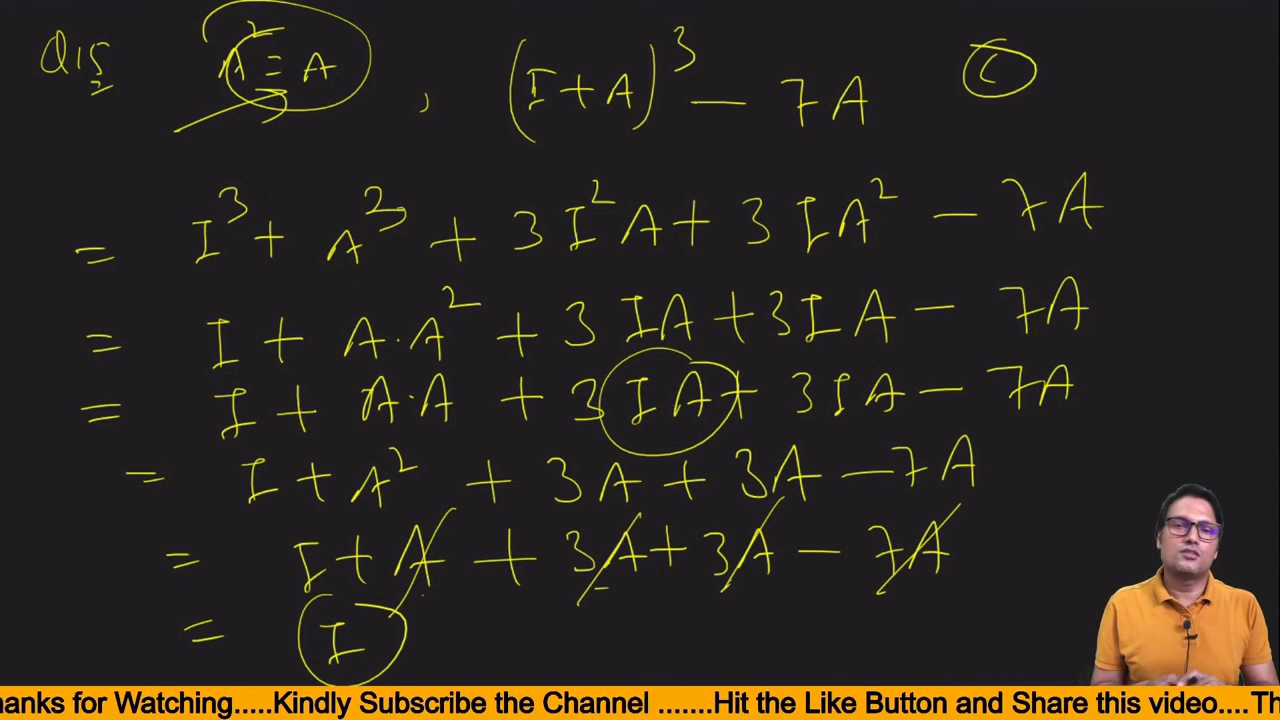 Q15 A² = A , (I+A)³ − 7A C
= I³ + A³ + 3I²A + 3IA² − 7A
= I + A·A² + 3IA + 3IA − 7A
= I + A·A + 3IA + 3IA − 7A
= I + A² + 3A + 3A − 7A
= I + A + 3A + 3A − 7A
= I
hanks for Watching.....Kindly Subscribe the Channel .......Hit the Like Button and Share this video....Th